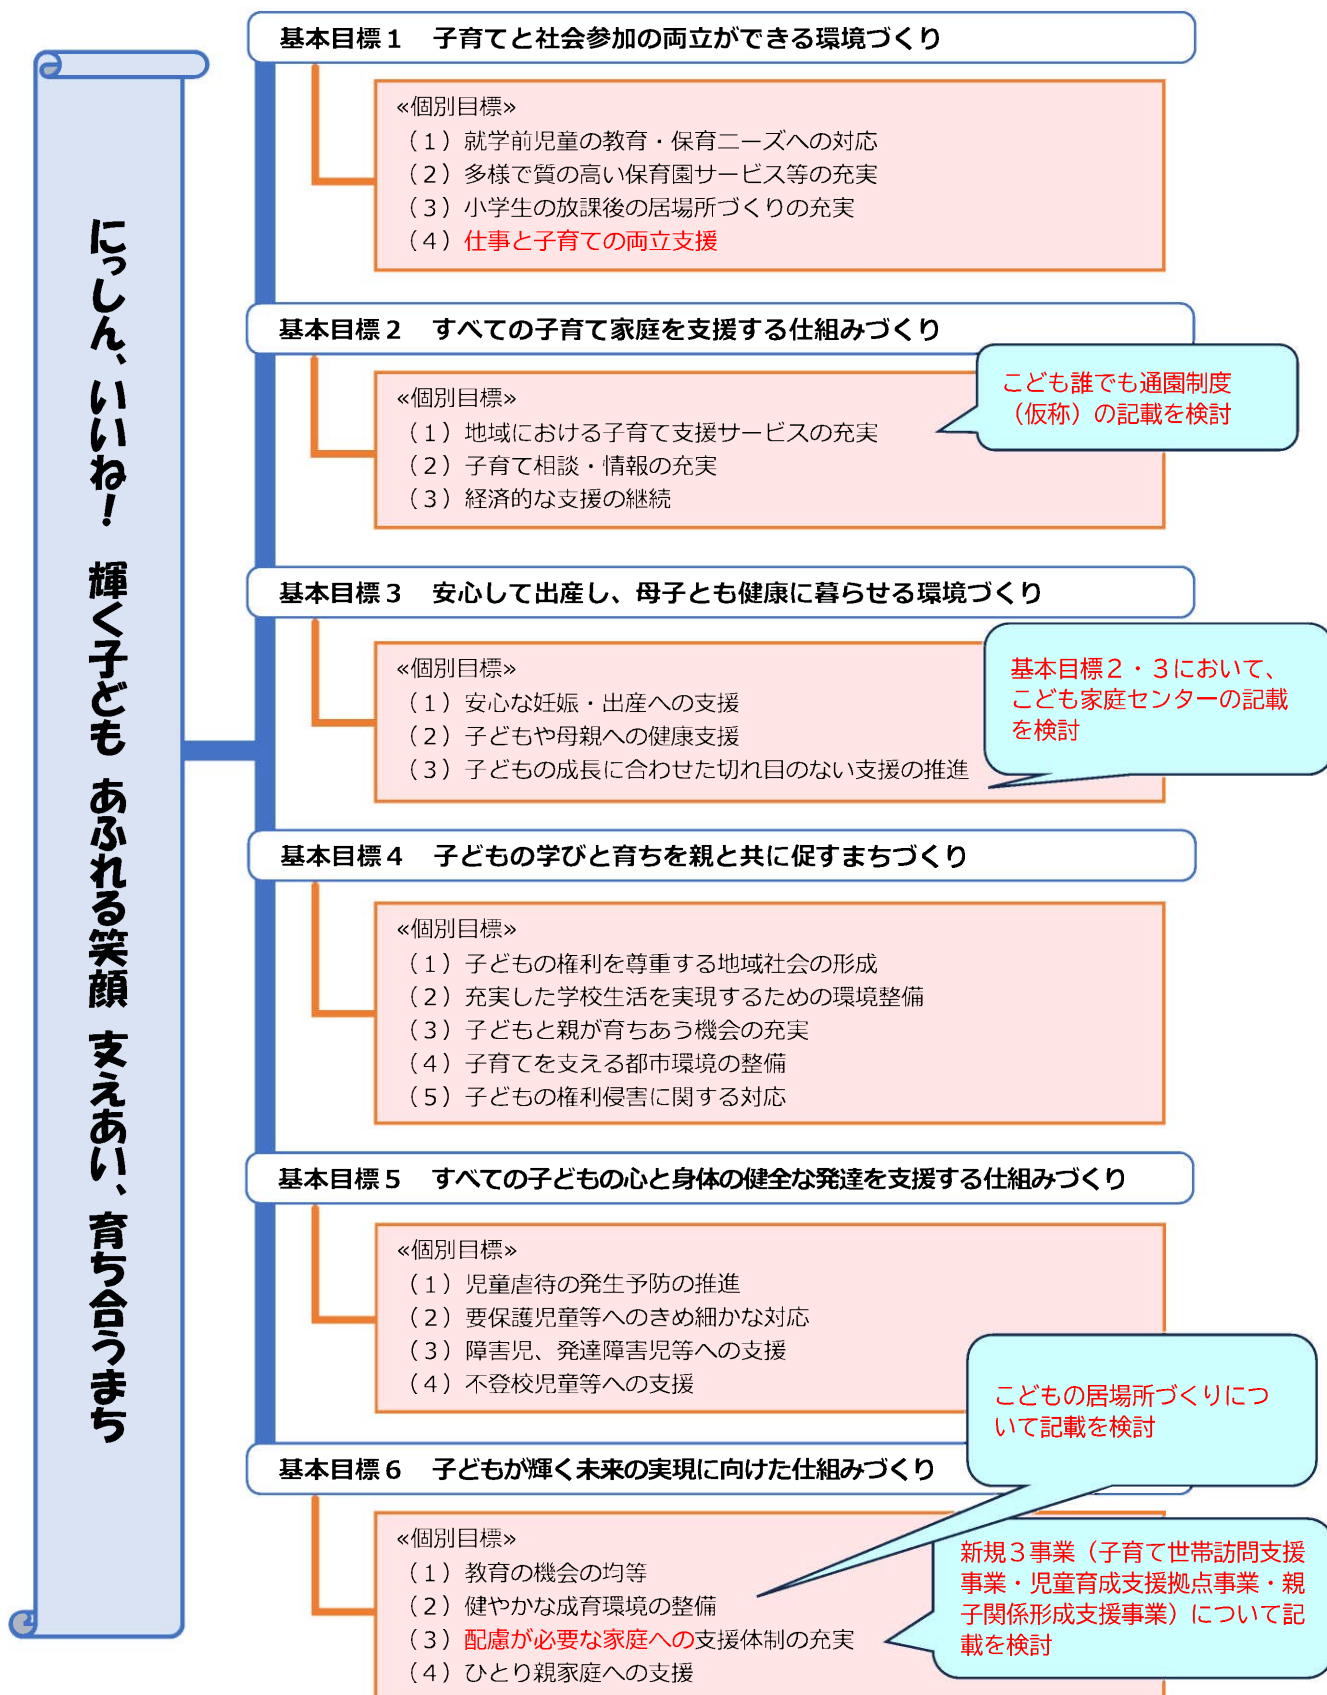 にっしん、いいね！ 輝く子ども あふれる笑顔 支えあい、育ち合うまち
基本目標１ 子育てと社会参加の両立ができる環境づくり
«個別目標»
（１）就学前児童の教育・保育ニーズへの対応
（２）多様で質の高い保育園サービス等の充実
（３）小学生の放課後の居場所づくりの充実
（４）仕事と子育ての両立支援
基本目標２ すべての子育て家庭を支援する仕組みづくり
«個別目標»
（１）地域における子育て支援サービスの充実
（２）子育て相談・情報の充実
（３）経済的な支援の継続
こども誰でも通園制度
（仮称）の記載を検討
基本目標３ 安心して出産し、母子とも健康に暮らせる環境づくり
«個別目標»
（１）安心な妊娠・出産への支援
（２）子どもや母親への健康支援
（３）子どもの成長に合わせた切れ目のない支援の推進
基本目標２・３において、
こども家庭センターの記載
を検討
基本目標４ 子どもの学びと育ちを親と共に促すまちづくり
«個別目標»
（１）子どもの権利を尊重する地域社会の形成
（２）充実した学校生活を実現するための環境整備
（３）子どもと親が育ちあう機会の充実
（４）子育てを支える都市環境の整備
（５）子どもの権利侵害に関する対応
基本目標５ すべての子どもの心と身体の健全な発達を支援する仕組みづくり
«個別目標»
（１）児童虐待の発生予防の推進
（２）要保護児童等へのきめ細かな対応
（３）障害児、発達障害児等への支援
（４）不登校児童等への支援
こどもの居場所づくりにつ
いて記載を検討
基本目標６ 子どもが輝く未来の実現に向けた仕組みづくり
«個別目標»
（１）教育の機会の均等
（２）健やかな成育環境の整備
（３）配慮が必要な家庭への支援体制の充実
（４）ひとり親家庭への支援
新規３事業（子育て世帯訪問支援
事業・児童育成支援拠点事業・親
子関係形成支援事業）について記
載を検討